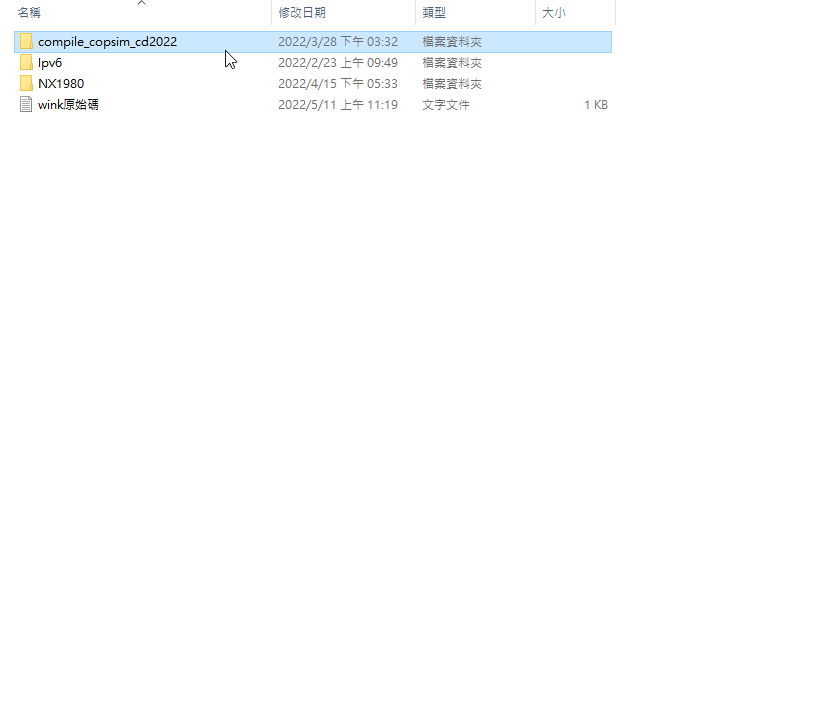 名稱 修改日期 類型 大小
compile_copsim_cd2022 2022/3/28 下午 03:32 檔案資料夾
Ipv6 2022/2/23 上午 09:49 檔案資料夾
NX1980 2022/4/15 下午 05:33 檔案資料夾
wink原始碼 2022/5/11 上午 11:19 文字文件 1 KB